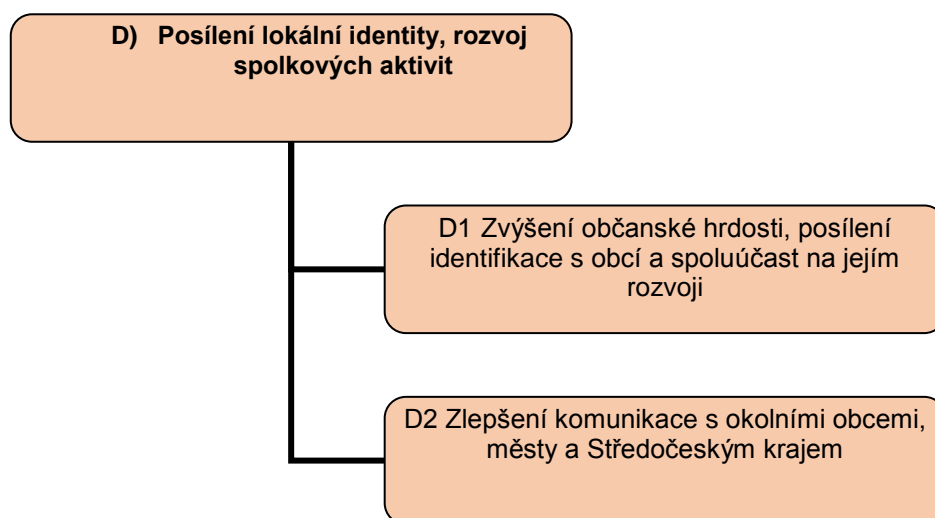 D) Posílení lokální identity, rozvoj
spolkových aktivit
D1 Zvýšení občanské hrdosti, posílení
identifikace s obcí a spoluúčast na jejím
rozvoji
D2 Zlepšení komunikace s okolními obcemi,
městy a Středočeským krajem